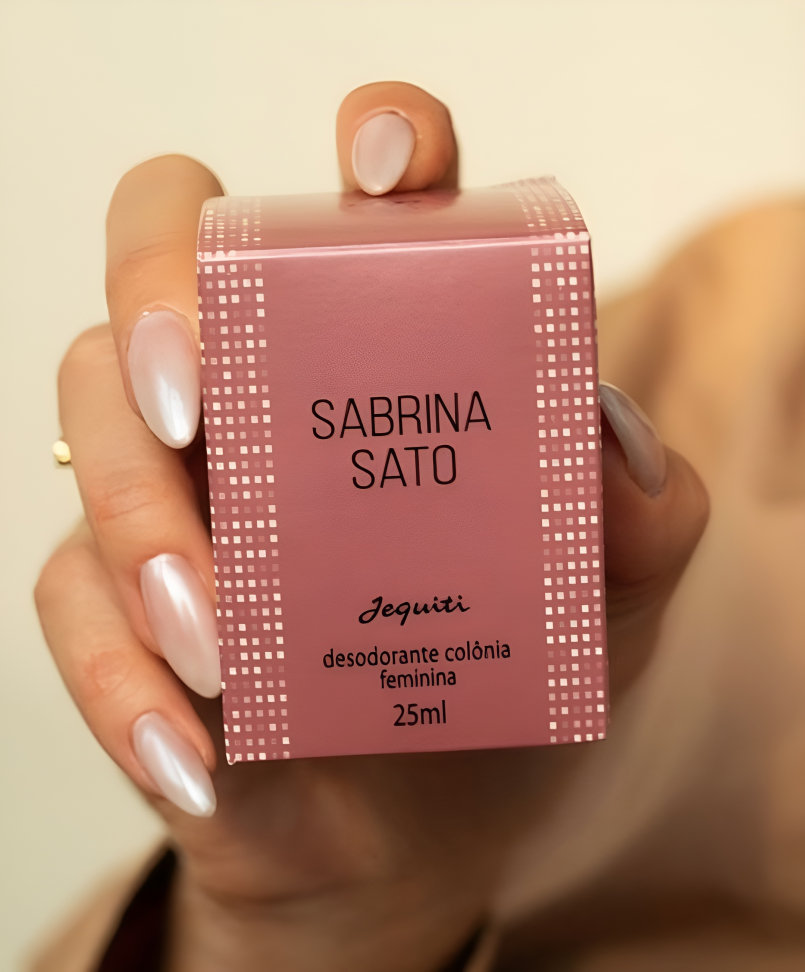 SABRINA
SATO
Jequiti
desodorante colônia
feminina
25ml